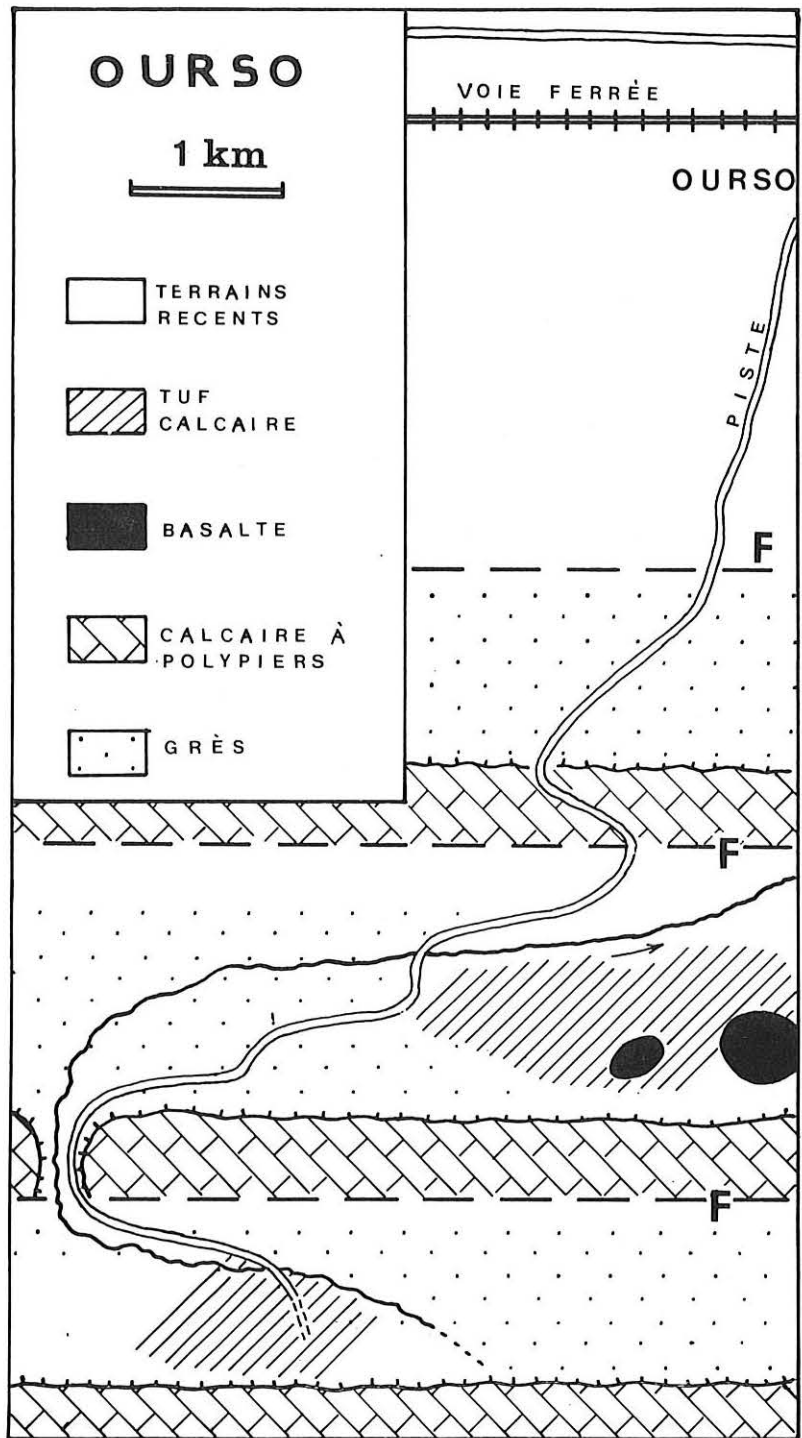 OURSO
1 km
TERRAINS
RECENTS
TUF
CALCAIRE
BASALTE
CALCAIRE À
POLYPIERS
GRÈS
VOIE FERRÉE
OURSO
PISTE
F
F
F